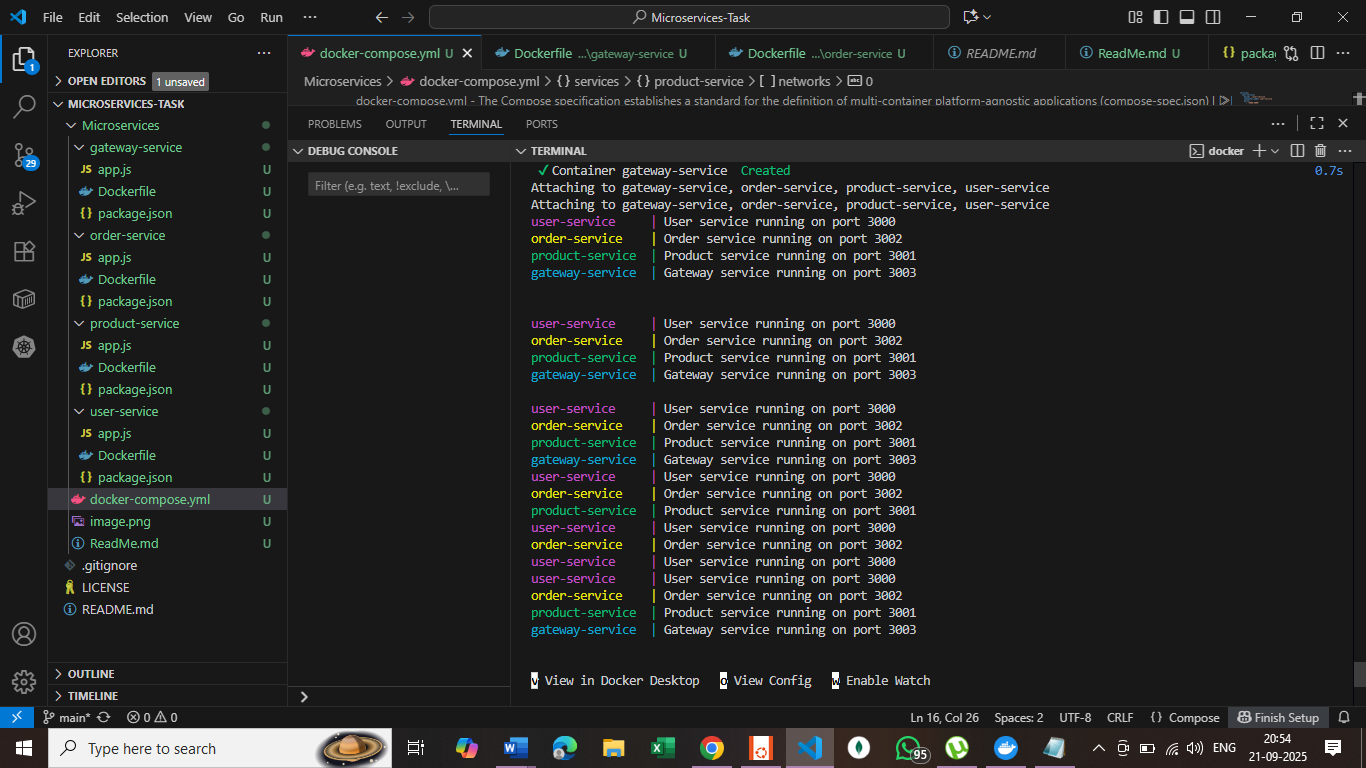 File Edit Selection View Go Run ··· Microservices-Task
EXPLORER ···
OPEN EDITORS 1 unsaved
MICROSERVICES-TASK
Microservices
gateway-service
JS app.js U
Dockerfile U
{} package.json U
order-service
JS app.js U
Dockerfile U
{} package.json U
product-service
JS app.js U
Dockerfile U
{} package.json U
user-service
JS app.js U
Dockerfile U
{} package.json U
docker-compose.yml U
image.png U
ReadMe.md U
.gitignore
LICENSE
README.md
OUTLINE
TIMELINE
1
29
docker-compose.yml U Dockerfile ...\gateway-service U Dockerfile ...\order-service U README.md ReadMe.md U {} packa
Microservices > docker-compose.yml > {} services > {} product-service > [ ] networks > abc 0
docker-compose.yml - The Compose specification establishes a standard for the definition of multi-container platform-agnostic applications (compose-spec.json) |
PROBLEMS OUTPUT TERMINAL PORTS ···
DEBUG CONSOLE
Filter (e.g. text, !exclude, \...
TERMINAL docker
✓ Container gateway-service Created 0.7s
Attaching to gateway-service, order-service, product-service, user-service
Attaching to gateway-service, order-service, product-service, user-service
user-service | User service running on port 3000
order-service | Order service running on port 3002
product-service | Product service running on port 3001
gateway-service | Gateway service running on port 3003
user-service | User service running on port 3000
order-service | Order service running on port 3002
product-service | Product service running on port 3001
gateway-service | Gateway service running on port 3003
user-service | User service running on port 3000
order-service | Order service running on port 3002
product-service | Product service running on port 3001
gateway-service | Gateway service running on port 3003
user-service | User service running on port 3000
order-service | Order service running on port 3002
product-service | Product service running on port 3001
user-service | User service running on port 3000
order-service | Order service running on port 3002
user-service | User service running on port 3000
user-service | User service running on port 3000
order-service | Order service running on port 3002
product-service | Product service running on port 3001
gateway-service | Gateway service running on port 3003
v View in Docker Desktop o View Config w Enable Watch
main* 0 0 Ln 16, Col 26 Spaces: 2 UTF-8 CRLF {} Compose Finish Setup
Type here to search 95 ENG 20:54
21-09-2025